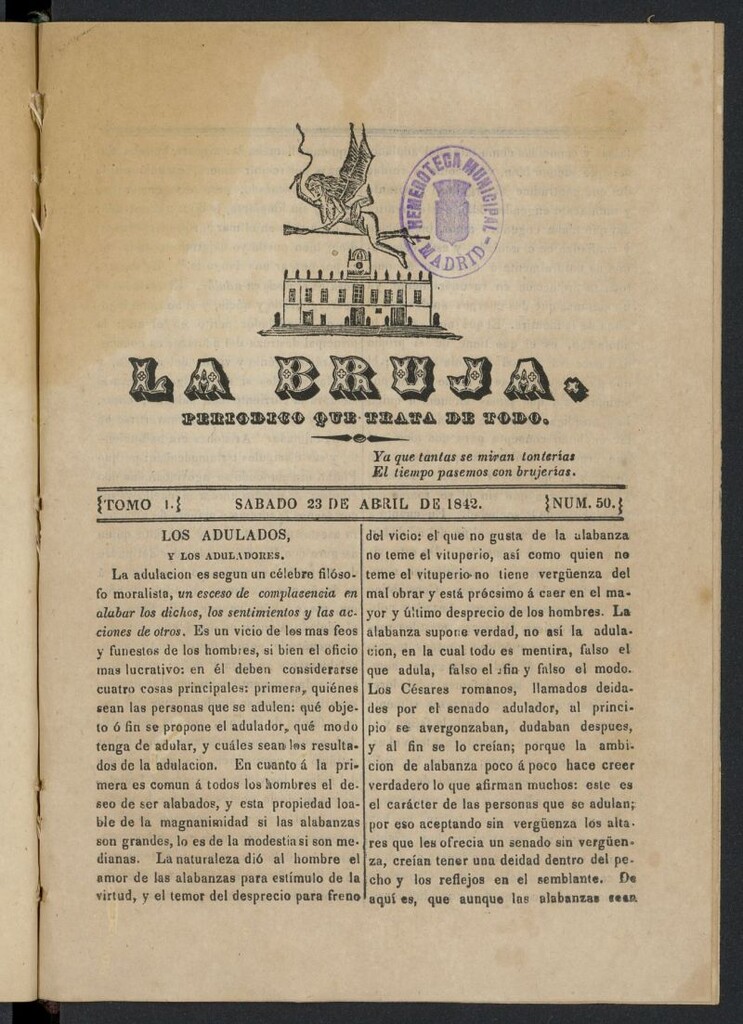 HEMEROTECA MUNICIPAL
MADRID
LA BRUJA.
PERIODICO QUE TRATA DE TODO.
Ya que tantas se miran tonterías
El tiempo pasemos con brujerías.
TOMO I.
SABADO 23 DE ABRIL DE 1842.
NUM. 50.
LOS ADULADOS,
Y LOS ADULADORES.
La adulacion es segun un célebre filóso-
fo moralista, un esceso de complacencia en
alabar los dichos, los sentimientos y las ac-
ciones de otros. Es un vicio de los mas feos
y funestos de los hombres, si bien el oficio
mas lucrativo: en él deben considerarse
cuatro cosas principales: primera, quiénes
sean las personas que se adulen: qué obje-
to ó fin se propone el adulador, qué modo
tenga de adular, y cuáles sean los resulta-
dos de la adulacion. En cuanto á la pri-
mera es comun á todos los hombres el de-
seo de ser alabados, y esta propiedad loa-
ble de la magnanimidad si las alabanzas
son grandes, lo es de la modestia si son me-
dianas. La naturaleza dió al hombre el
amor de las alabanzas para estímulo de la
virtud, y el temor del desprecio para freno
del vicio: el que no gusta de la alabanza
no teme el vituperio, así como quien no
teme el vituperio no tiene vergüenza del
mal obrar y está prócsimo á caer en el ma-
yor y último desprecio de los hombres. La
alabanza supone verdad, no así la adula-
cion, en la cual todo es mentira, falso el
que adula, falso el fin y falso el modo.
Los Césares romanos, llamados deida-
des por el senado adulador, al princi-
pio se avergonzaban, dudaban despues,
y al fin se lo creían; porque la ambi-
cion de alabanza poco á poco hace creer
verdadero lo que afirman muchos: este es
el carácter de las personas que se adulan;
por eso aceptando sin vergüenza los alta-
res que les ofrecia un senado sin vergüen-
za, creían tener una deidad dentro del pe-
cho y los reflejos en el semblante. De
aquí es, que aunque las alabanzas sean